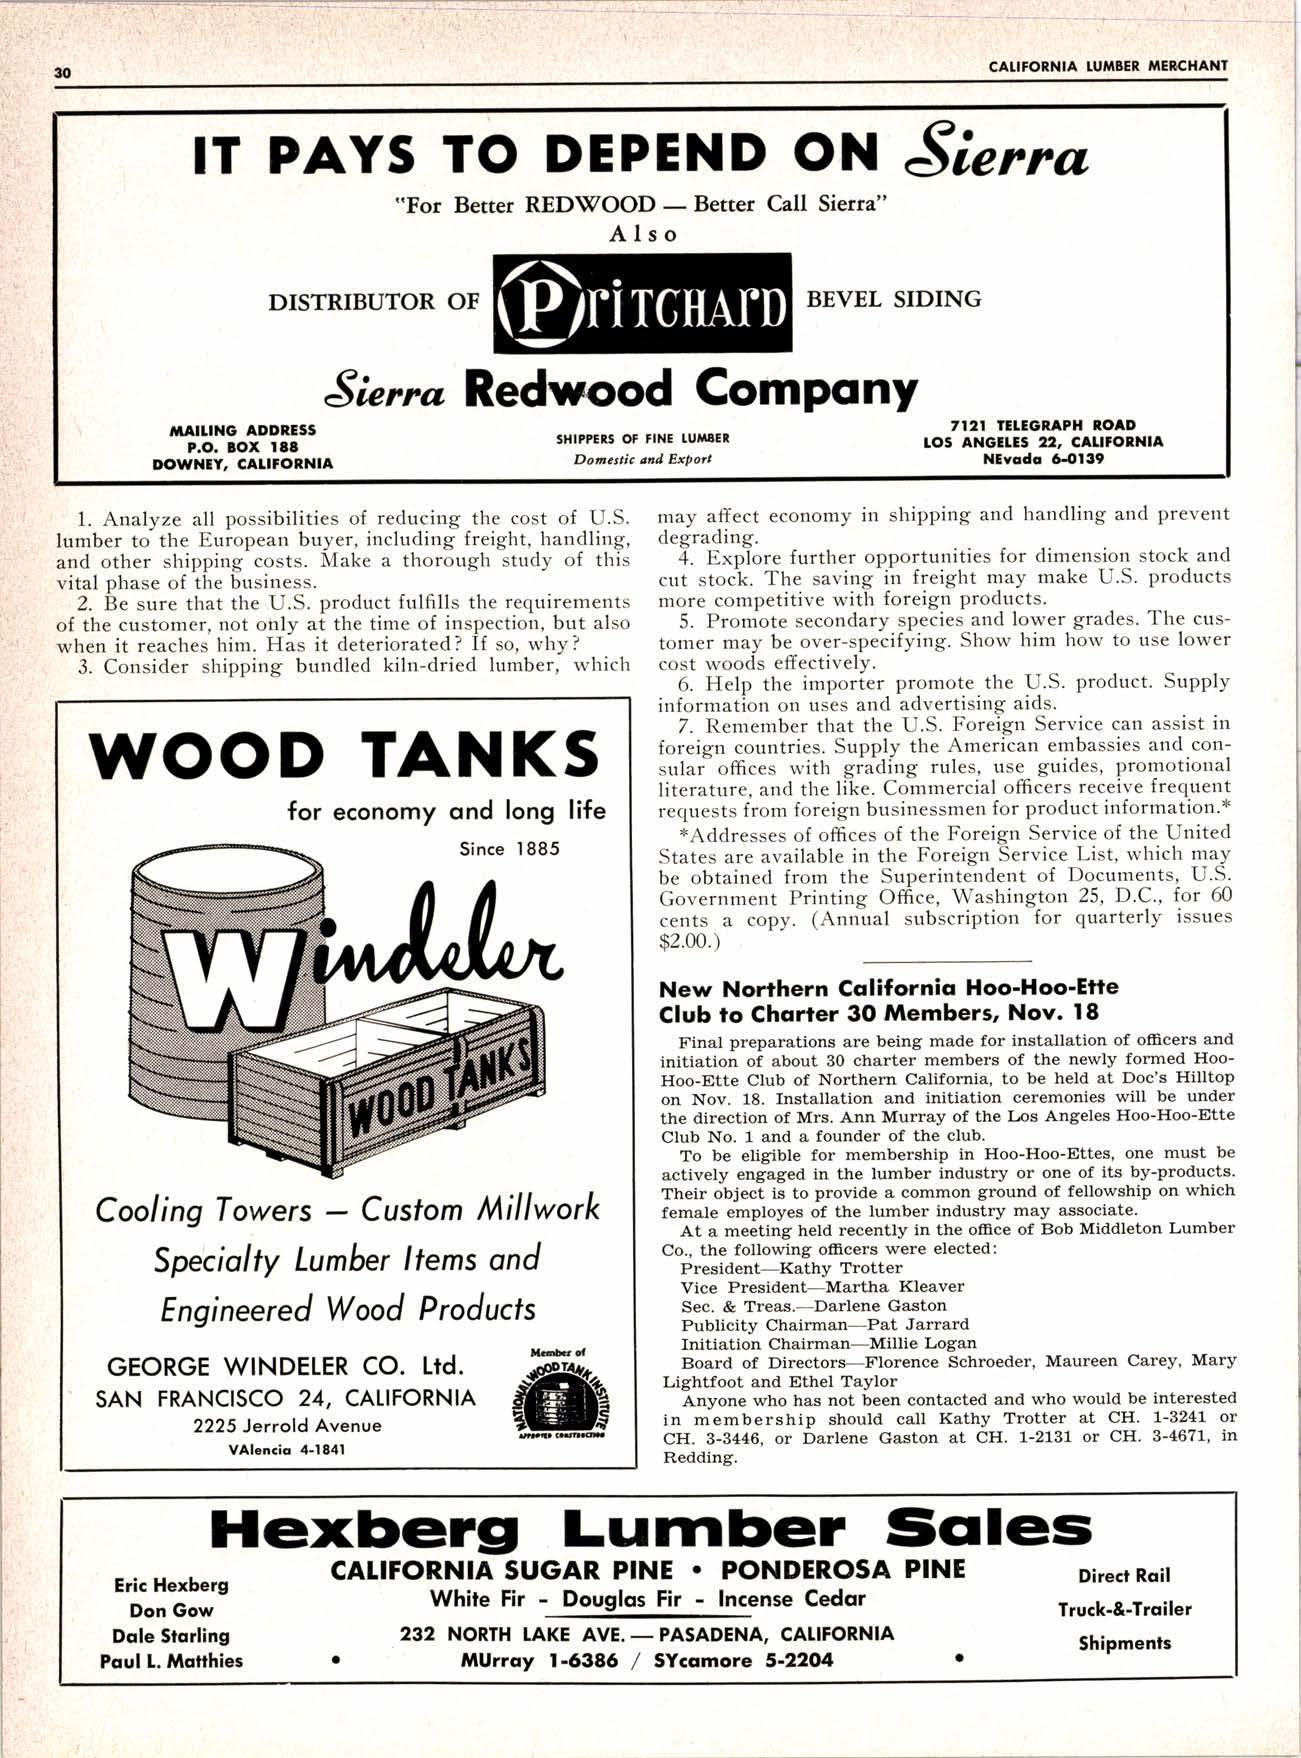 30
CALIFORNIA LUMBER MERCHANT
IT PAYS TO DEPEND ON Sierra
"For Better REDWOOD — Better Call Sierra"
Also
DISTRIBUTOR OF Pritchard BEVEL SIDING
Sierra Redwood Company
MAILING ADDRESS
P.O. BOX 188
DOWNEY, CALIFORNIA
SHIPPERS OF FINE LUMBER
Domestic and Export
7121 TELEGRAPH ROAD
LOS ANGELES 22, CALIFORNIA
NEvada 6-0139
1. Analyze all possibilities of reducing the cost of U.S.
lumber to the European buyer, including freight, handling,
and other shipping costs. Make a thorough study of this
vital phase of the business.
2. Be sure that the U.S. product fulfills the requirements
of the customer, not only at the time of inspection, but also
when it reaches him. Has it deteriorated? If so, why?
3. Consider shipping bundled kiln-dried lumber, which
WOOD TANKS
for economy and long life
Since 1885
Windeler
WOOD TANKS
Cooling Towers — Custom Millwork
Specialty Lumber Items and
Engineered Wood Products
GEORGE WINDELER CO. Ltd.
SAN FRANCISCO 24, CALIFORNIA
2225 Jerrold Avenue
VAlencia 4-1841
Member of
NATIONAL WOOD TANK INSTITUTE
APPROVED CONSTRUCTION
may affect economy in shipping and handling and prevent
degrading.
4. Explore further opportunities for dimension stock and
cut stock. The saving in freight may make U.S. products
more competitive with foreign products.
5. Promote secondary species and lower grades. The cus-
tomer may be over-specifying. Show him how to use lower
cost woods effectively.
6. Help the importer promote the U.S. product. Supply
information on uses and advertising aids.
7. Remember that the U.S. Foreign Service can assist in
foreign countries. Supply the American embassies and con-
sular offices with grading rules, use guides, promotional
literature, and the like. Commercial officers receive frequent
requests from foreign businessmen for product information.*
*Addresses of offices of the Foreign Service of the United
States are available in the Foreign Service List, which may
be obtained from the Superintendent of Documents, U.S.
Government Printing Office, Washington 25, D.C., for 60
cents a copy. (Annual subscription for quarterly issues
$2.00.)
New Northern California Hoo-Hoo-Ette
Club to Charter 30 Members, Nov. 18
Final preparations are being made for installation of officers and
initiation of about 30 charter members of the newly formed Hoo-
Hoo-Ette Club of Northern California, to be held at Doc's Hilltop
on Nov. 18. Installation and initiation ceremonies will be under
the direction of Mrs. Ann Murray of the Los Angeles Hoo-Hoo-Ette
Club No. 1 and a founder of the club.
To be eligible for membership in Hoo-Hoo-Ettes, one must be
actively engaged in the lumber industry or one of its by-products.
Their object is to provide a common ground of fellowship on which
female employes of the lumber industry may associate.
At a meeting held recently in the office of Bob Middleton Lumber
Co., the following officers were elected:
President—Kathy Trotter
Vice President—Martha Kleaver
Sec. & Treas.—Darlene Gaston
Publicity Chairman—Pat Jarrard
Initiation Chairman—Millie Logan
Board of Directors—Florence Schroeder, Maureen Carey, Mary
Lightfoot and Ethel Taylor
Anyone who has not been contacted and who would be interested
in membership should call Kathy Trotter at CH. 1-3241 or
CH. 3-3446, or Darlene Gaston at CH. 1-2131 or CH. 3-4671, in
Redding.
Hexberg Lumber Sales
CALIFORNIA SUGAR PINE • PONDEROSA PINE
White Fir - Douglas Fir - Incense Cedar
232 NORTH LAKE AVE. — PASADENA, CALIFORNIA
• MUrray 1-6386 / SYcamore 5-2204 •
Eric Hexberg
Don Gow
Dale Starling
Paul L. Matthies
Direct Rail
Truck-&-Trailer
Shipments